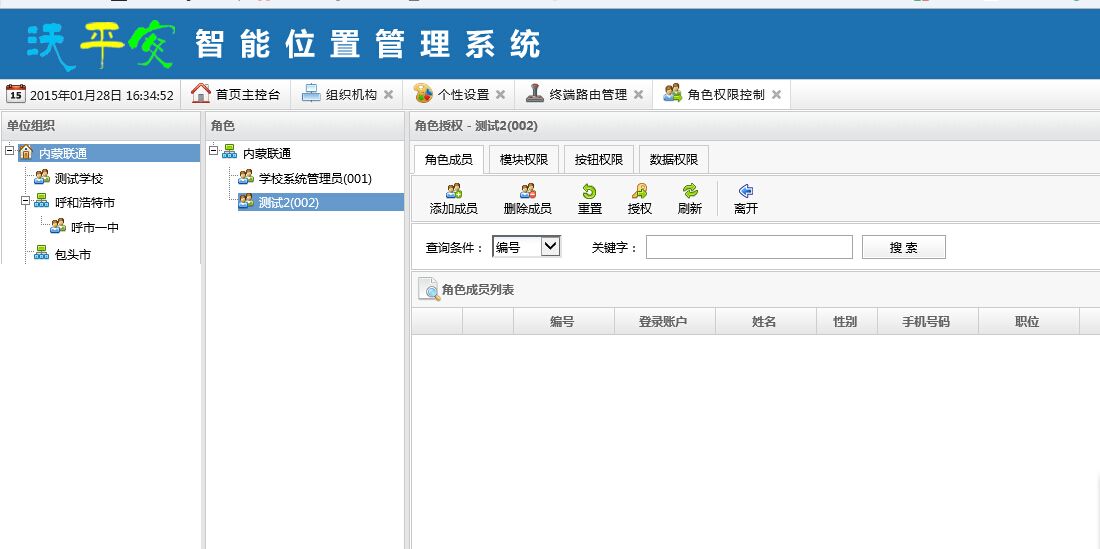 沃平安 智能位置管理系统
15 2015年01月28日 16:34:52 首页主控台 组织机构 个性设置 终端路由管理 角色权限控制
单位组织
内蒙联通
测试学校
呼和浩特市
呼市一中
包头市
角色
内蒙联通
学校系统管理员(001)
测试2(002)
角色授权 - 测试2(002)
角色成员 模块权限 按钮权限 数据权限
添加成员 删除成员 重置 授权 刷新 离开
查询条件： 编号 关键字： 搜 索
角色成员列表
编号 登录账户 姓名 性别 手机号码 职位